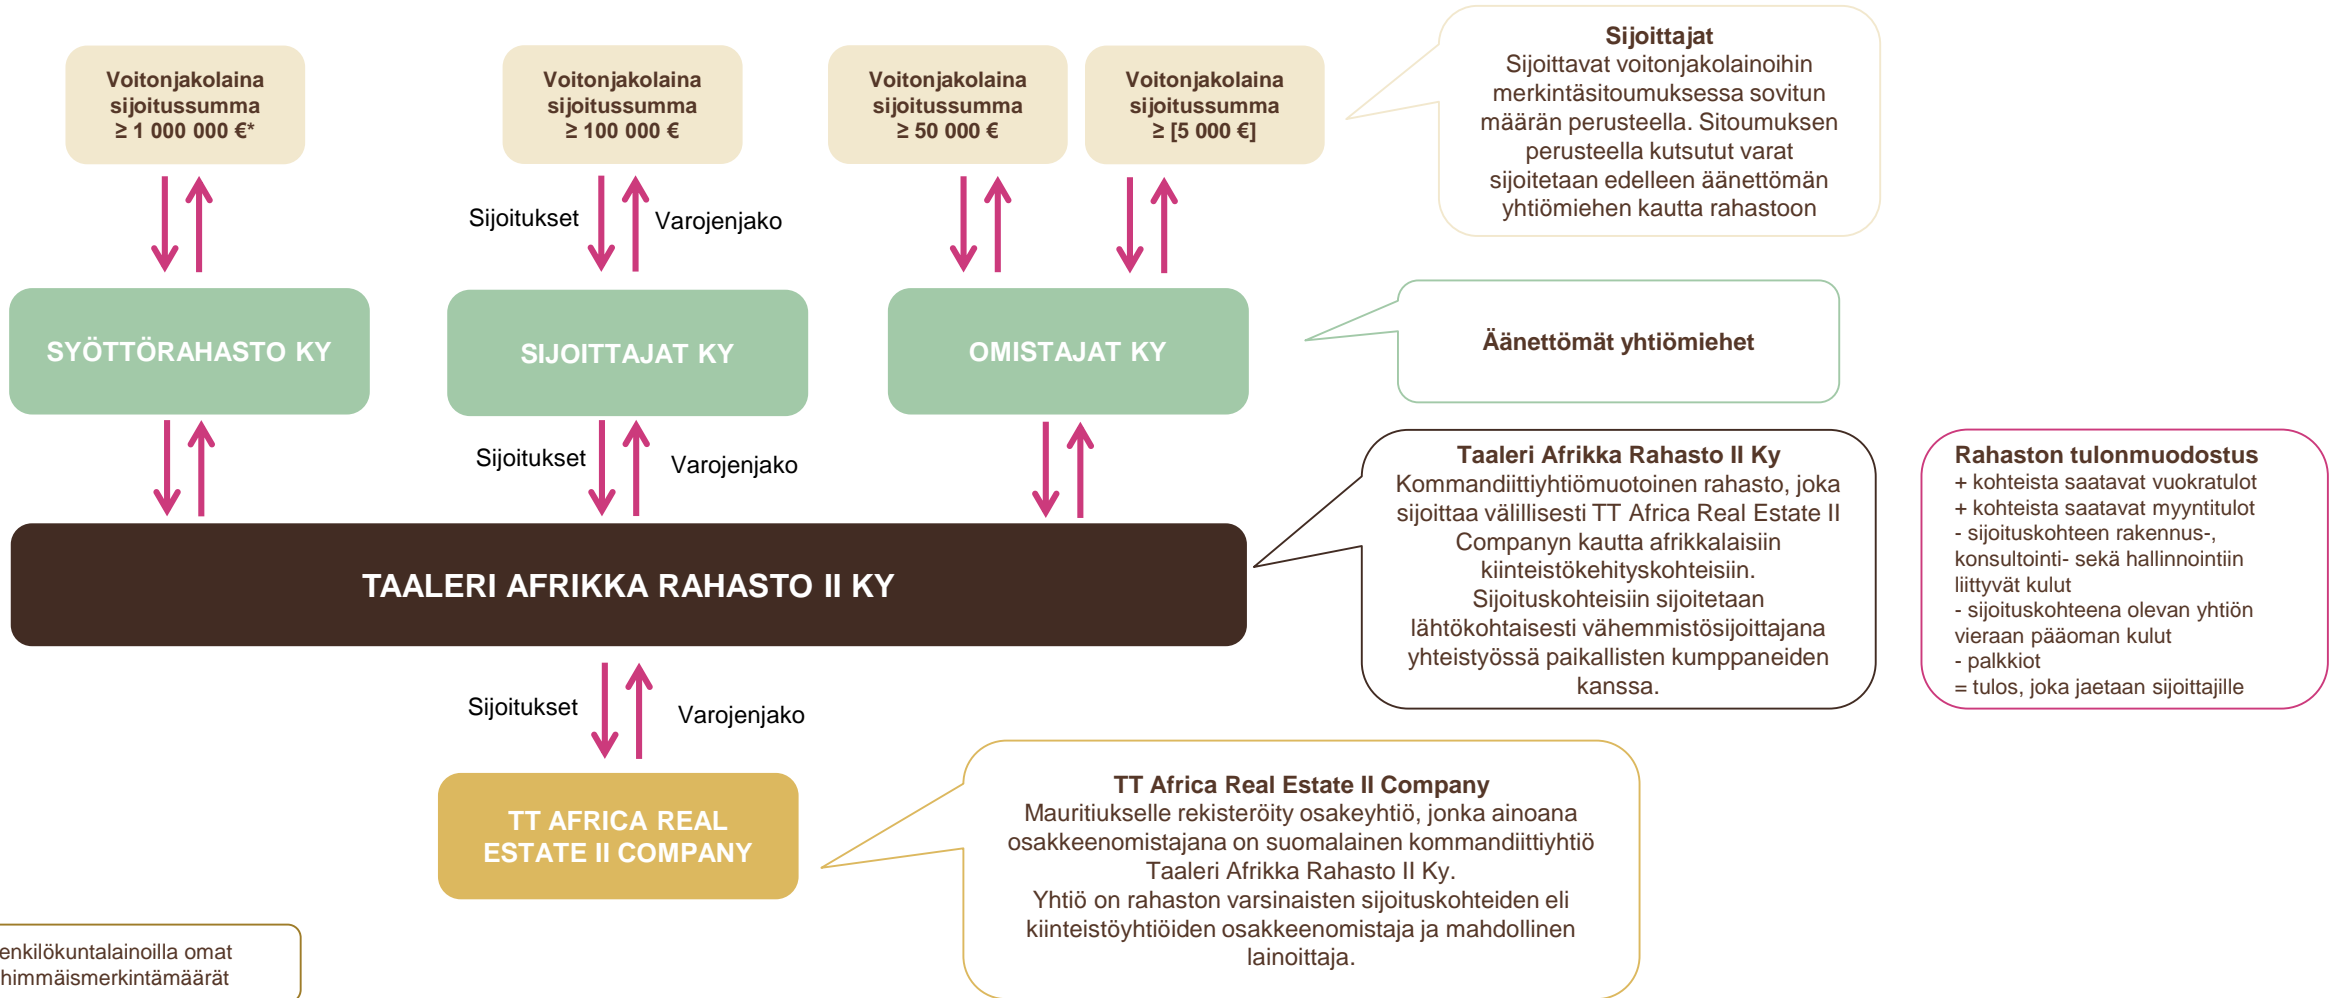 Voitonjakolaina
sijoitussumma
≥ 1 000 000 €*
Voitonjakolaina
sijoitussumma
≥ 100 000 €
Voitonjakolaina
sijoitussumma
≥ 50 000 €
Voitonjakolaina
sijoitussumma
≥ [5 000 €]
Sijoittajat
Sijoittavat voitonjakolainoihin
merkintäsitoumuksessa sovitun
määrän perusteella. Sitoumuksen
perusteella kutsutut varat
sijoitetaan edelleen äänettömän
yhtiömiehen kautta rahastoon
Sijoitukset
Varojenjako
SYÖTTÖRAHASTO KY
SIJOITTAJAT KY
OMISTAJAT KY
Äänettömät yhtiömiehet
Sijoitukset
Varojenjako
TAALERI AFRIKKA RAHASTO II KY
Taaleri Afrikka Rahasto II Ky
Kommandiittiyhtiömuotoinen rahasto, joka
sijoittaa välillisesti TT Africa Real Estate II
Companyn kautta afrikkalaisiin
kiinteistökehityskohteisiin.
Sijoituskohteisiin sijoitetaan
lähtökohtaisesti vähemmistösijoittajana
yhteistyössä paikallisten kumppaneiden
kanssa.
Rahaston tulonmuodostus
+ kohteista saatavat vuokratulot
+ kohteista saatavat myyntitulot
- sijoituskohteen rakennus-,
konsultointi- sekä hallinnointiin
liittyvät kulut
- sijoituskohteena olevan yhtiön
vieraan pääoman kulut
- palkkiot
= tulos, joka jaetaan sijoittajille
Sijoitukset
Varojenjako
TT AFRICA REAL
ESTATE II COMPANY
TT Africa Real Estate II Company
Mauritiukselle rekisteröity osakeyhtiö, jonka ainoana
osakkeenomistajana on suomalainen kommandiittiyhtiö
Taaleri Afrikka Rahasto II Ky.
Yhtiö on rahaston varsinaisten sijoituskohteiden eli
kiinteistöyhtiöiden osakkeenomistaja ja mahdollinen
lainoittaja.
enkilökuntalainoilla omat
himmäismerkintämäärät